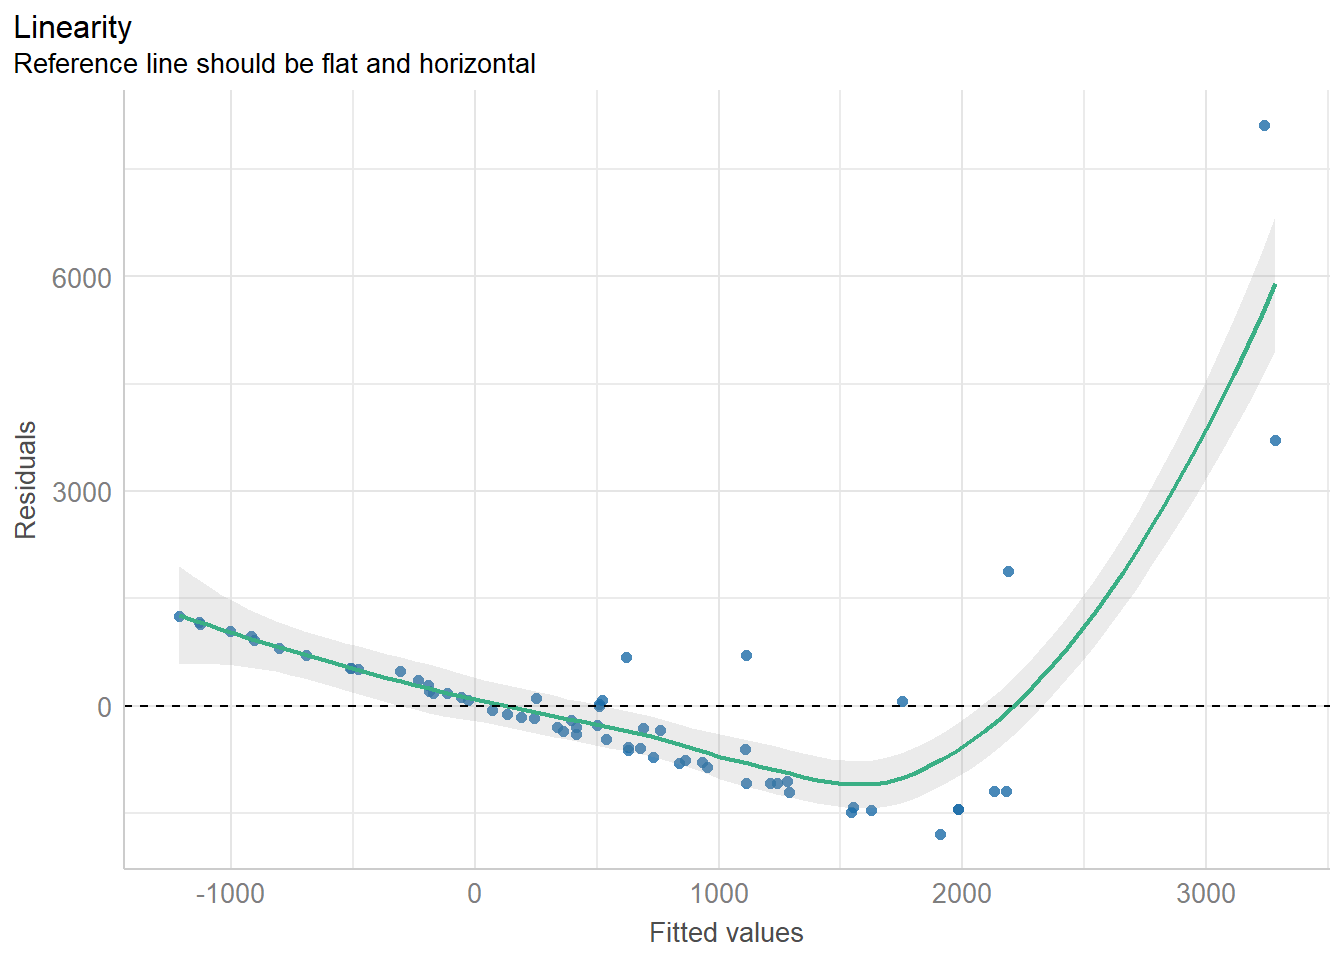 Linearity
Reference line should be flat and horizontal
6000
3000
0
Residuals
-1000
0
1000
2000
3000
Fitted values